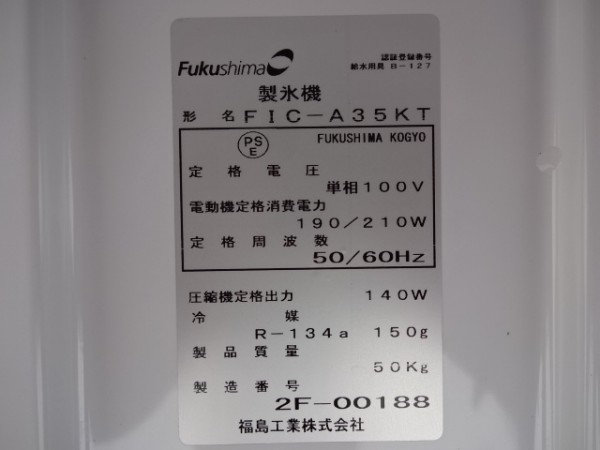 Fukushima
認証登録番号
給水用具 B-127
製氷機
形 名 FIC-A35KT
PSE FUKUSHIMA KOGYO
定格電圧
単相100V
電動機定格消費電力
190/210W
定格周波数
50/60Hz
圧縮機定格出力 140W
冷媒
R-134a 150g
製品質量
50Kg
製造番号
2F-00188
福島工業株式会社